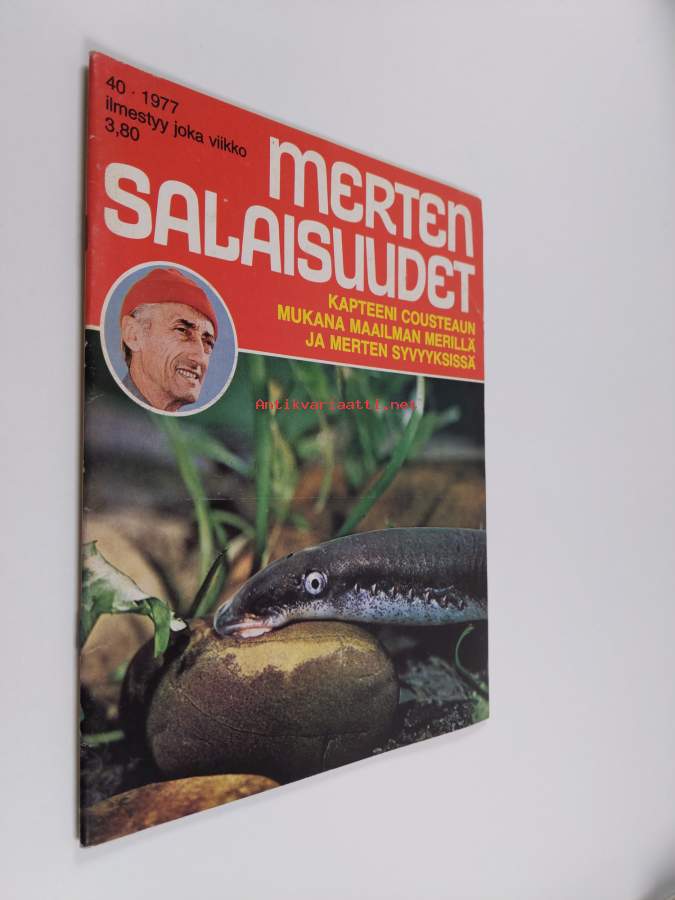 40 · 1977
ilmestyy joka viikko
3,80
MERTEN
SALAISUUDET
KAPTEENI COUSTEAUN
MUKANA MAAILMAN MERILLÄ
JA MERTEN SYVYYKSISSÄ
Antikvariaatti.net